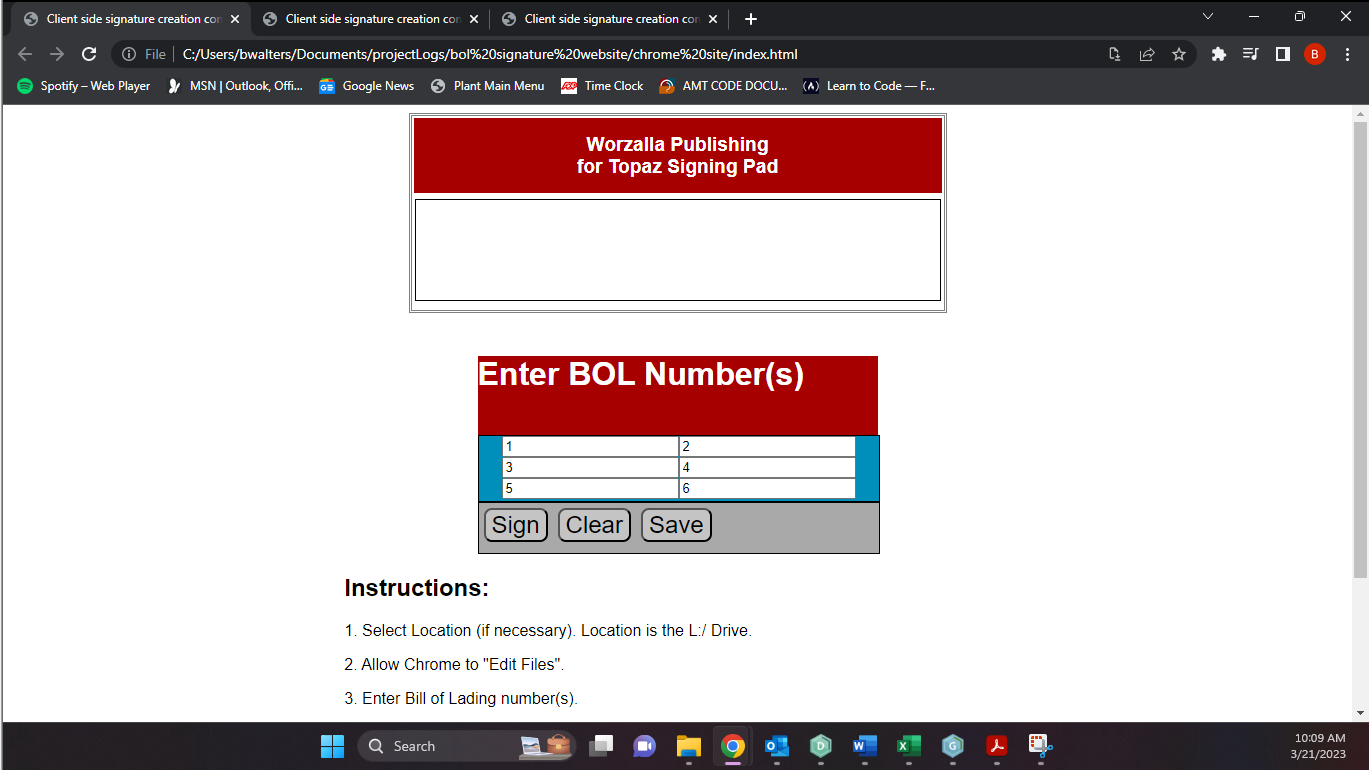 Client side signature creation con
Client side signature creation con
Client side signature creation con
File
C:/Users/bwalters/Documents/projectLogs/bol%20signature%20website/chrome%20site/index.html
B
Spotify – Web Player
MSN | Outlook, Offi...
Google News
Plant Main Menu
Time Clock
AMT CODE DOCU...
Learn to Code — F...
Worzalla Publishing
for Topaz Signing Pad
Enter BOL Number(s)
1 2
3 4
5 6
Sign Clear Save
Instructions:
1. Select Location (if necessary). Location is the L:/ Drive.
2. Allow Chrome to "Edit Files".
3. Enter Bill of Lading number(s).
Search
10:09 AM
3/21/2023